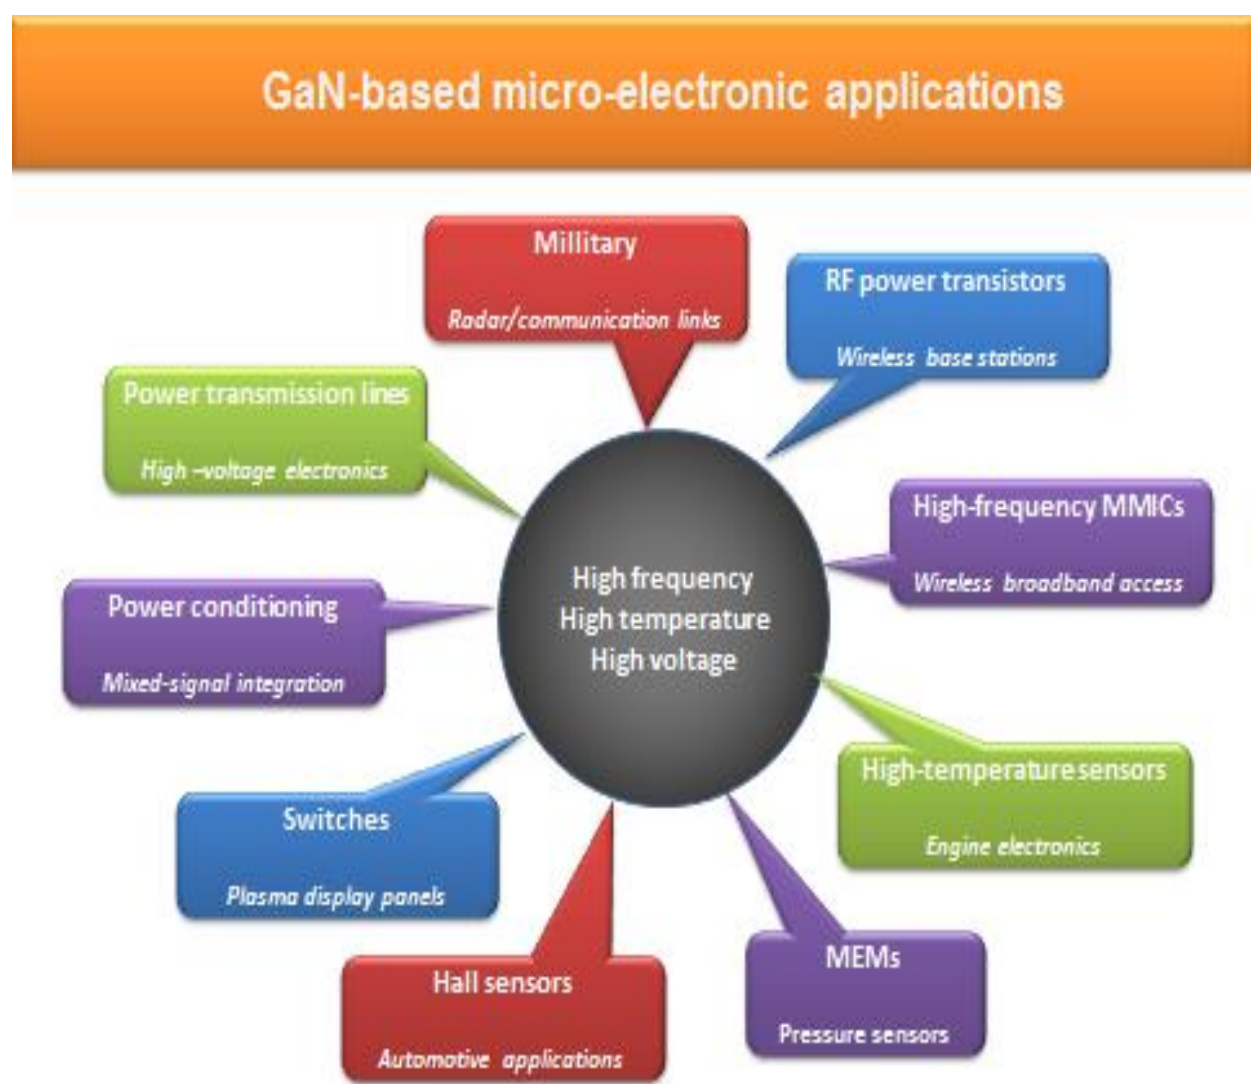 GaN-based micro-electronic applications
Millitary
Radar/communication links
RF power transistors
Wireless base stations
Power transmission lines
High –voltage electronics
High-frequency MMICs
Wireless broadband access
High frequency
High temperature
High voltage
Power conditioning
Mixed-signal integration
High-temperature sensors
Engine electronics
Switches
Plasma display panels
MEMs
Pressure sensors
Hall sensors
Automotive applications